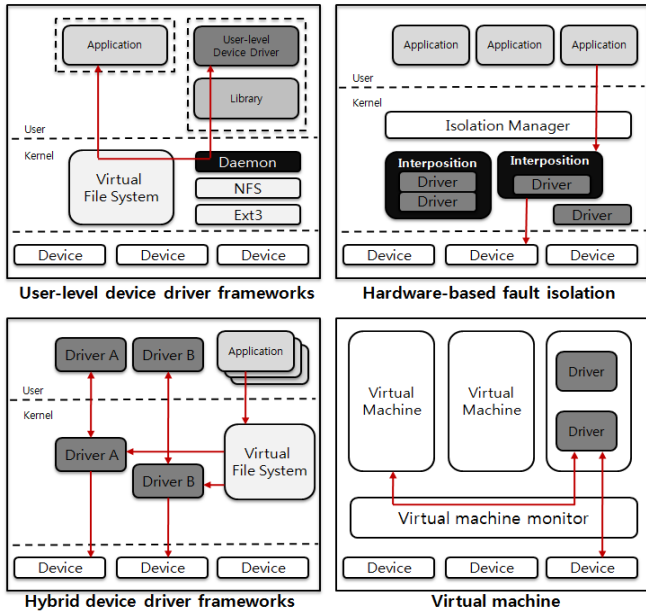 Application
User-level
Device Driver
Library
User
Kernel
Virtual
File System
Daemon
NFS
Ext3
Device
Device
Device
User-level device driver frameworks
Application
Application
Application
User
Kernel
Isolation Manager
Interposition
Driver
Driver
Interposition
Driver
Driver
Device
Device
Device
Hardware-based fault isolation
Driver A
Driver B
Application
User
Kernel
Driver A
Driver B
Virtual
File System
Device
Device
Device
Hybrid device driver frameworks
Virtual
Machine
Virtual
Machine
Driver
Driver
Virtual machine monitor
Device
Device
Device
Virtual machine